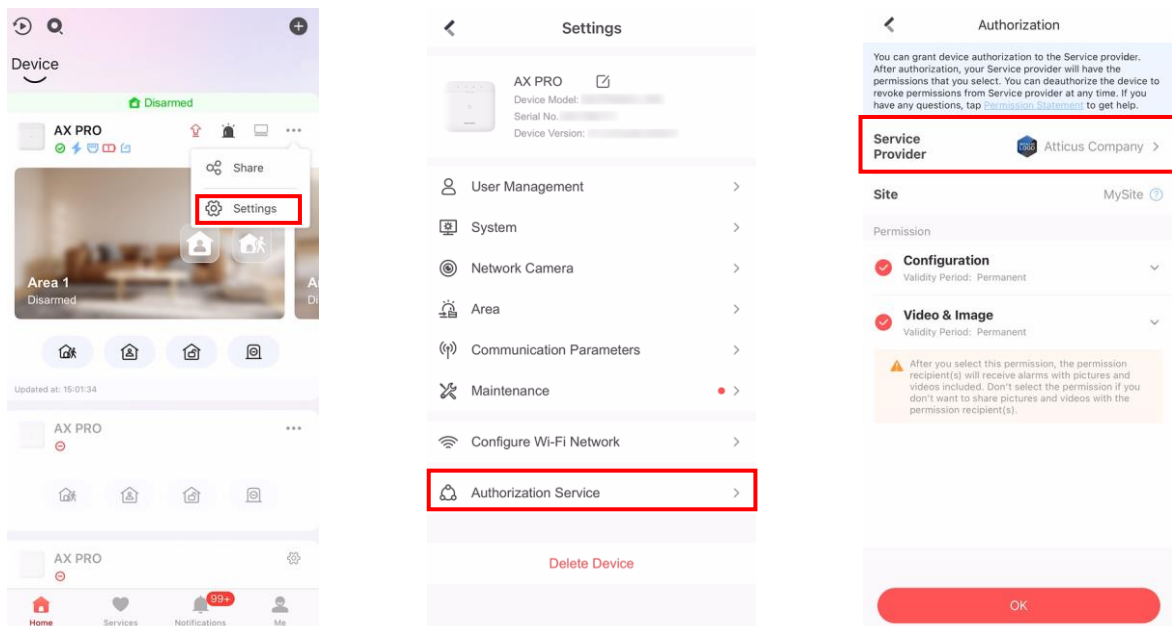 Device
Disarmed
AX PRO
Share
Settings
Area 1
Disarmed
A
Di
Updated at: 15:01:34
AX PRO
AX PRO
99+
Home
Services
Notifications
Me
Settings
AX PRO
Device Model:
Serial No.
Device Version:
User Management
System
Network Camera
Area
Communication Parameters
Maintenance
Configure Wi-Fi Network
Authorization Service
Delete Device
Authorization
You can grant device authorization to the Service provider.
After authorization, your Service provider will have the
permissions that you select. You can deauthorize the device to
revoke permissions from Service provider at any time. If you
have any questions, tap Permission Statement to get help.
Service
Provider
Atticus Company
Site
MySite
Permission
Configuration
Validity Period: Permanent
Video & Image
Validity Period: Permanent
After you select this permission, the permission
recipient(s) will receive alarms with pictures and
videos included. Don't select the permission if you
don't want to share pictures and videos with the
permission recipient(s).
OK